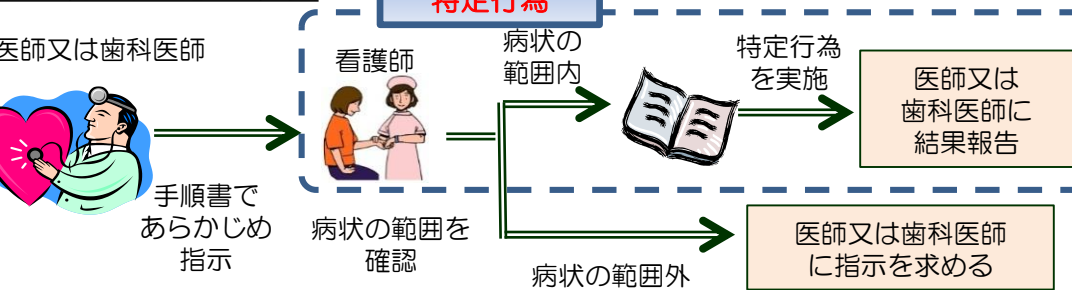 特定行為
医師又は歯科医師
手順書で
あらかじめ
指示
看護師
病状の範囲を
確認
病状の
範囲内
特定行為
を実施
医師又は
歯科医師に
結果報告
病状の範囲外
医師又は歯科医師
に指示を求める